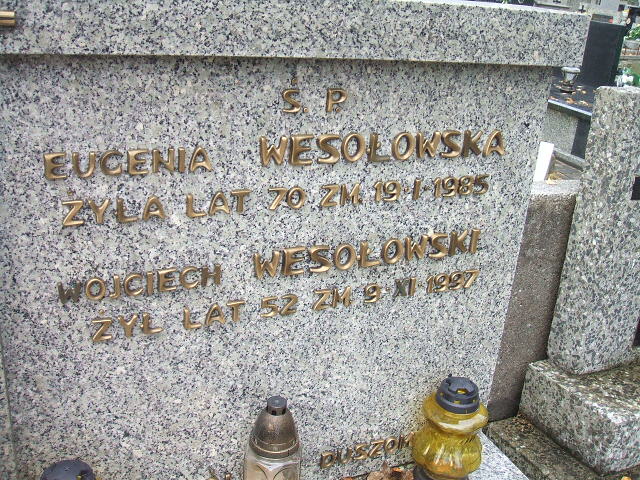 Ś. P
EUGENIA WESOŁOWSKA
ŻYŁA LAT 70 ZM 19 I 1985
WOJCIECH WESOŁOWSKI
ŻYŁ LAT 52 ZM 9 XI 1997